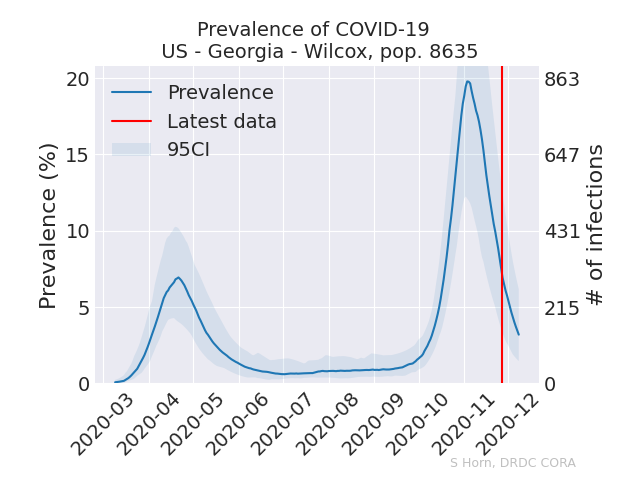 Prevalence of COVID-19
US - Georgia - Wilcox, pop. 8635
Prevalence
Latest data
95CI
Prevalence (%)
20
15
10
5
0
863
647
431
215
0
# of infections
2020-03
2020-04
2020-05
2020-06
2020-07
2020-08
2020-09
2020-10
2020-11
2020-12
S Horn, DRDC CORA